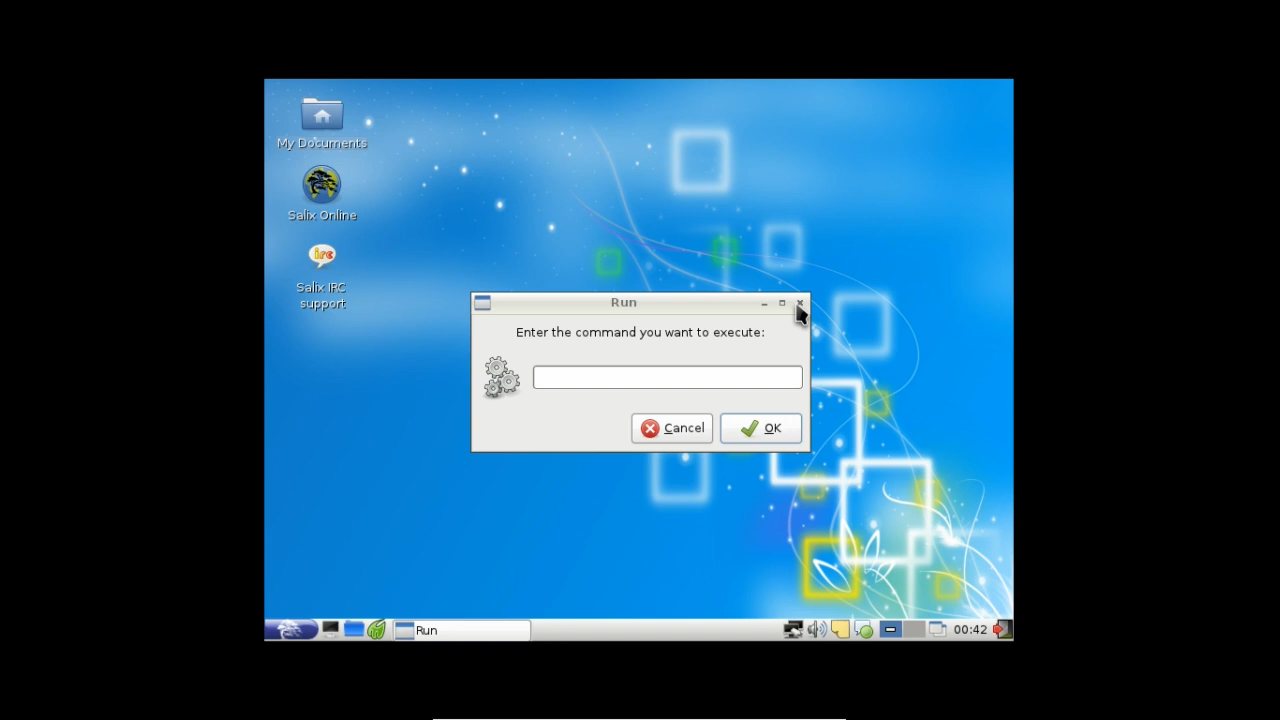 My Documents
Salix Online
irc
Salix IRC
support
Run
Enter the command you want to execute:
Cancel
OK
Run
00:42